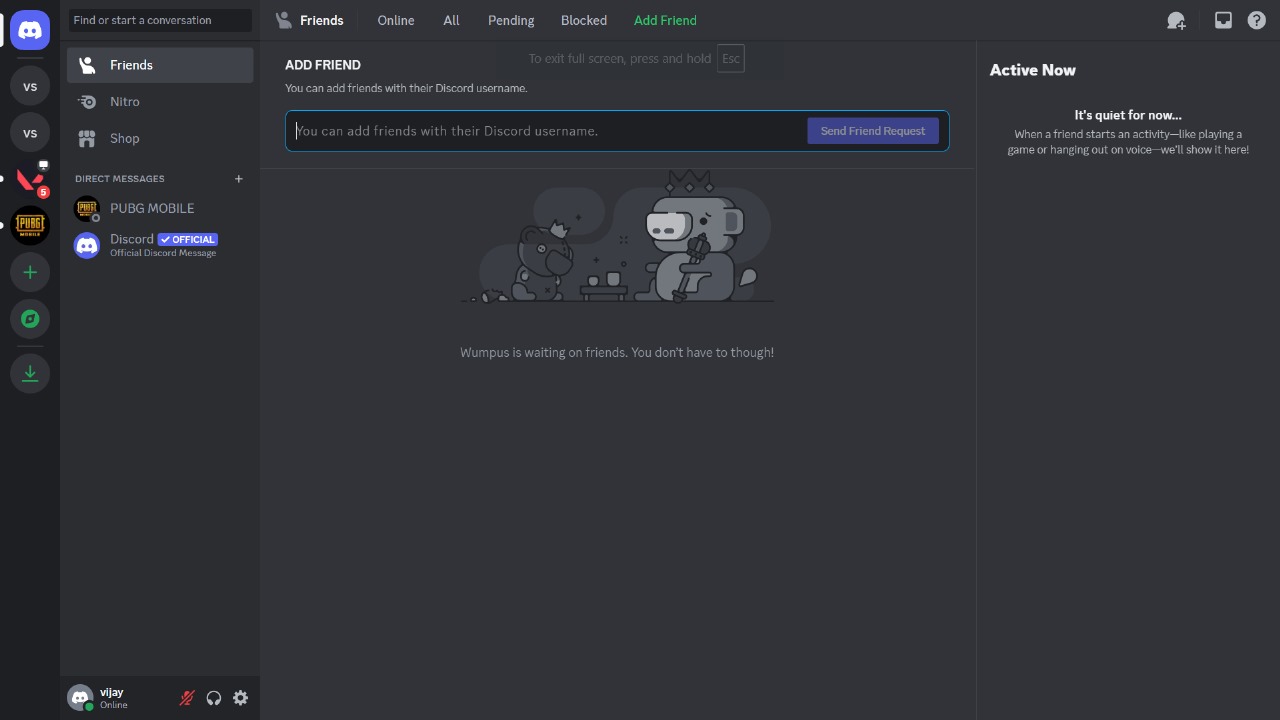 Find or start a conversation
Friends
Online
All
Pending
Blocked
Add Friend
To exit full screen, press and hold Esc
VS
VS
5
PUBG
MOBILE
Friends
Nitro
Shop
DIRECT MESSAGES
PUBG MOBILE
Discord OFFICIAL
Official Discord Message
vijay
Online
ADD FRIEND
You can add friends with their Discord username.
You can add friends with their Discord username.
Send Friend Request
Wumpus is waiting on friends. You don't have to though!
Active Now
It's quiet for now...
When a friend starts an activity—like playing a
game or hanging out on voice—we'll show it here!